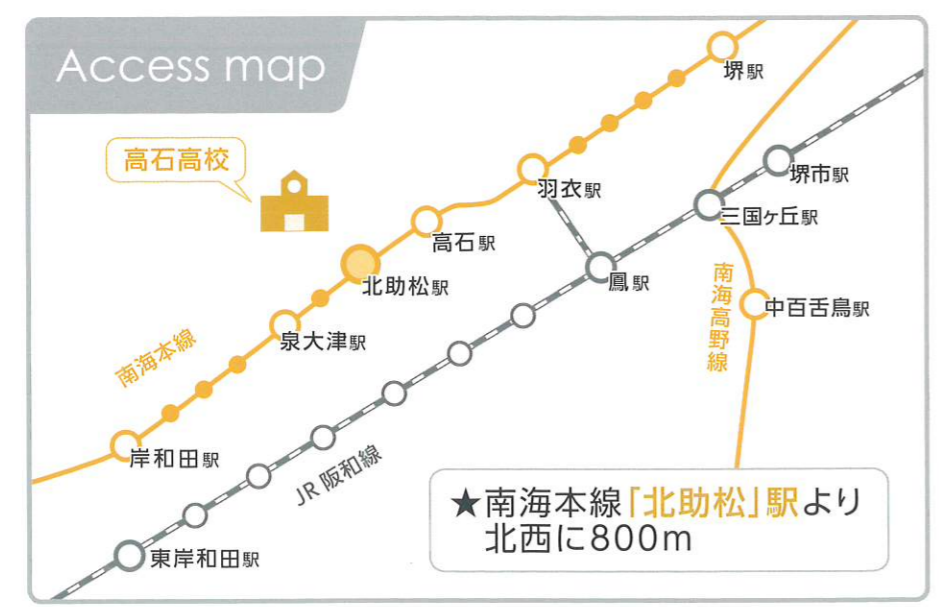 Access map
高石高校
堺駅
堺市駅
羽衣駅
三国ヶ丘駅
高石駅
鳳駅
北助松駅
南海高野線
中百舌鳥駅
泉大津駅
南海本線
岸和田駅
JR阪和線
東岸和田駅
★南海本線「北助松」駅より
北西に800m